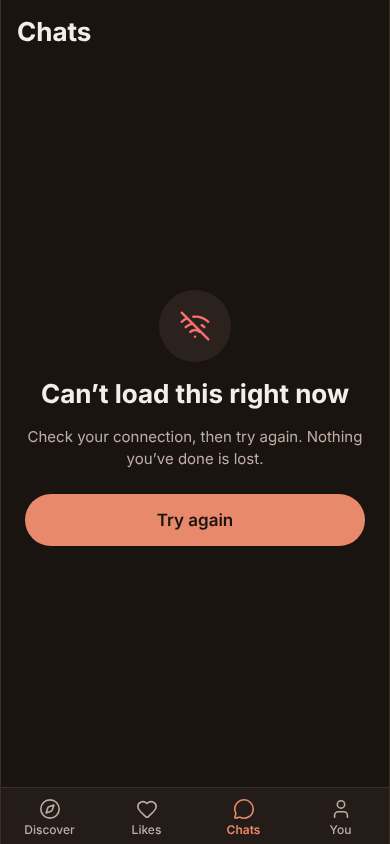 Chats
Can’t load this right now
Check your connection, then try again. Nothing
you’ve done is lost.
Try again
Discover
Likes
Chats
You